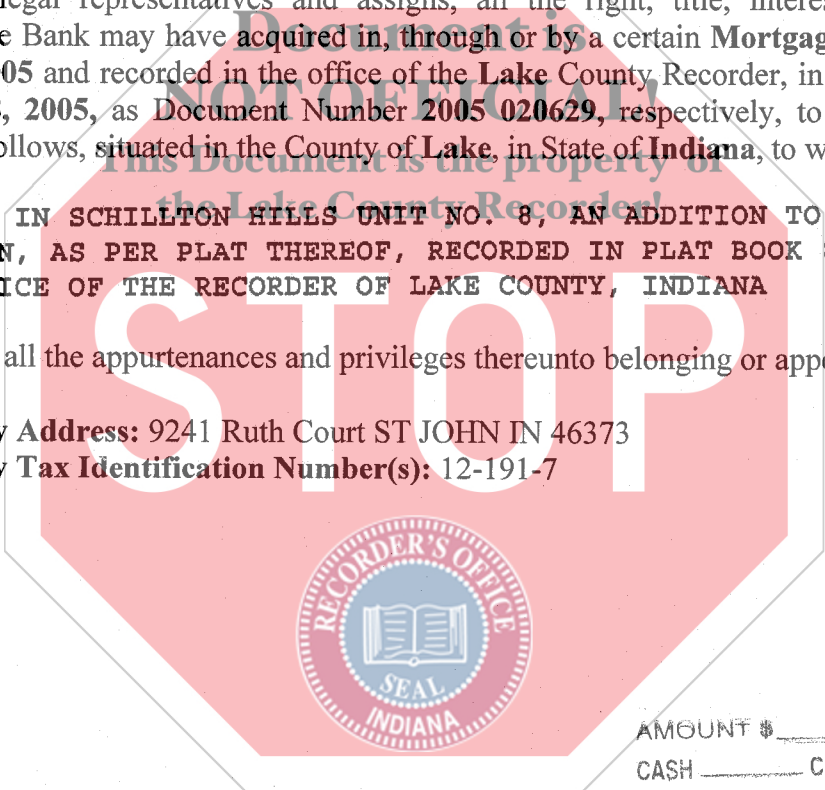 legal representatives and assigns, all the right, title, interes
e Bank may have acquired in, through or by a certain Mortgag
05 and recorded in the office of the Lake County Recorder, in
, 2005, as Document Number 2005 020629, respectively, to
ollows, situated in the County of Lake, in State of Indiana, to w
Document is
NOT OFFICIAL!
This Document is the property of
the Lake County Recorder!
IN SCHILLTON HILLS UNIT NO. 8, AN ADDITION TO
N, AS PER PLAT THEREOF, RECORDED IN PLAT BOOK
ICE OF THE RECORDER OF LAKE COUNTY, INDIANA
STOP
all the appurtenances and privileges thereunto belonging or appe
y Address: 9241 Ruth Court ST JOHN IN 46373
y Tax Identification Number(s): 12-191-7
RECORDER'S OFFICE
SEAL
INDIANA
AMOUNT $
CASH C